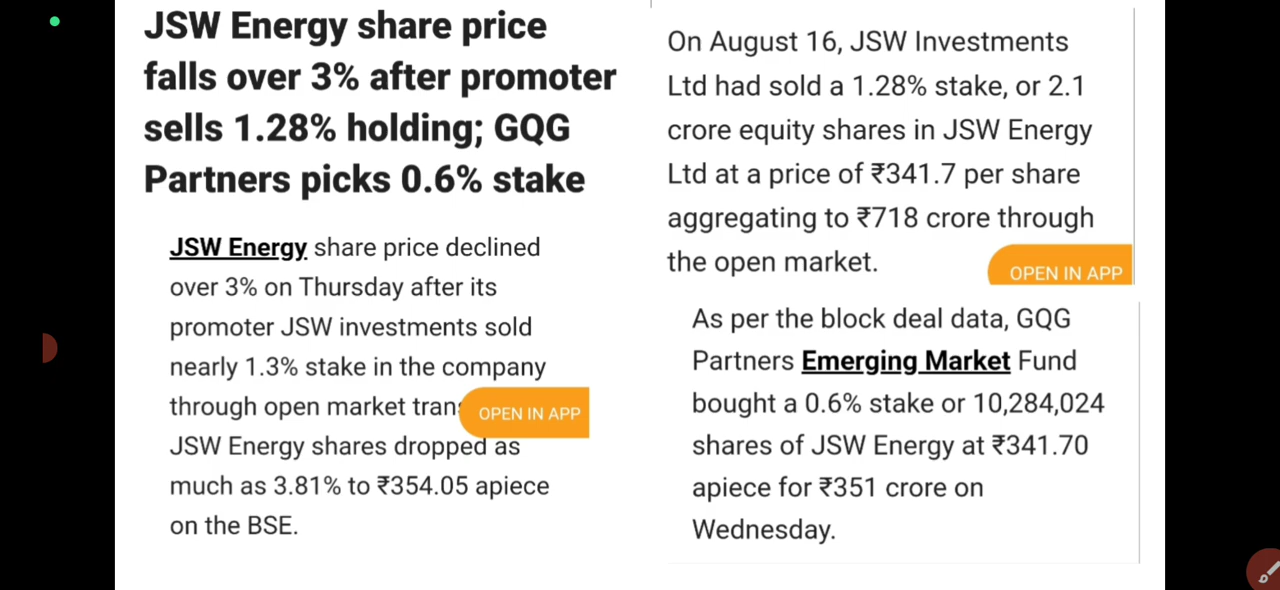 JSW Energy share price
falls over 3% after promoter
sells 1.28% holding; GQG
Partners picks 0.6% stake
JSW Energy share price declined
over 3% on Thursday after its
promoter JSW investments sold
nearly 1.3% stake in the company
through open market
OPEN IN APP
JSW Energy shares dropped as
much as 3.81% to ₹354.05 apiece
on the BSE.
On August 16, JSW Investments
Ltd had sold a 1.28% stake, or 2.1
crore equity shares in JSW Energy
Ltd at a price of ₹341.7 per share
aggregating to ₹718 crore through
the open market.
OPEN IN APP
As per the block deal data, GQG
Partners Emerging Market Fund
bought a 0.6% stake or 10,284,024
shares of JSW Energy at ₹341.70
apiece for ₹351 crore on
Wednesday.